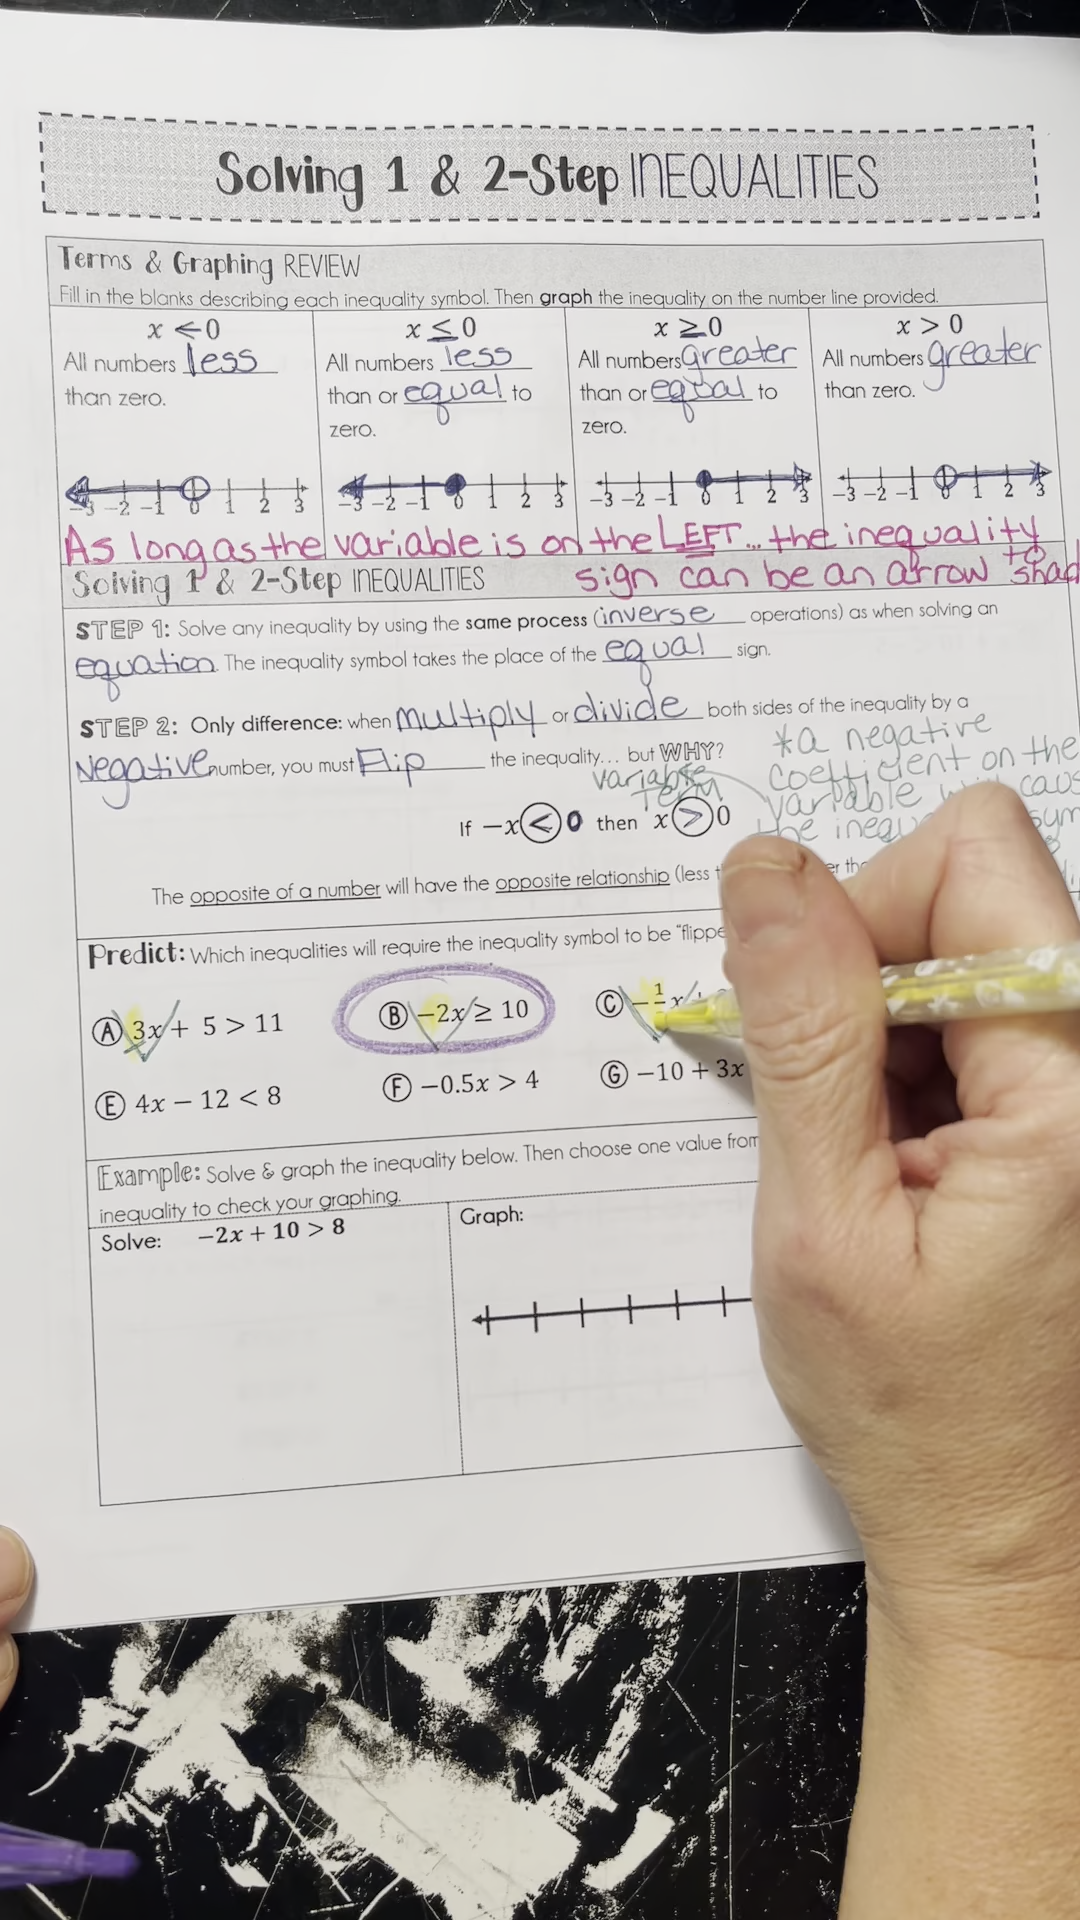 Solving 1 & 2-Step INEQUALITIES
Terms & Graphing REVIEW
Fill in the blanks describing each inequality symbol. Then graph the inequality on the number line provided.
x < 0
All numbers less
than zero.
-3 -2 -1 0 1 2 3
x ≤ 0
All numbers less
than or equal to
zero.
-3 -2 -1 0 1 2 3
x ≥ 0
All numbers greater
than or equal to
zero.
-3 -2 -1 0 1 2 3
x > 0
All numbers greater
than zero.
-3 -2 -1 0 1 2 3
As long as the variable is on the LEFT... the inequality
sign can be an arrow to
Solving 1 & 2-Step INEQUALITIES
STEP 1: Solve any inequality by using the same process (inverse operations) as when solving an
equation. The inequality symbol takes the place of the equal sign.
STEP 2: Only difference: when multiply or divide both sides of the inequality by a
Negative number, you must Flip the inequality... but WHY?
*a negative
coefficient on the
variable
the
variable
term
If -x < 0 then x > 0
The opposite of a number will have the opposite relationship (less
Predict: Which inequalities will require the inequality symbol to be
A 3x + 5 > 11
B -2x ≥ 10
C -1/ x
E 4x - 12 < 8
F -0.5x > 4
G -10 + 3x
Example: Solve & graph the inequality below. Then choose one value from
inequality to check your graphing.
Solve: -2x + 10 > 8
Graph: